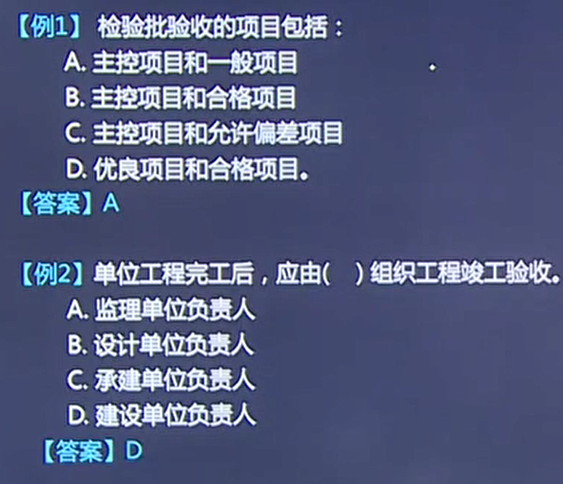 【例1】 检验批验收的项目包括：
A. 主控项目和一般项目
B. 主控项目和合格项目
C. 主控项目和允许偏差项目
D. 优良项目和合格项目。
【答案】A
【例2】单位工程完工后，应由(　)组织工程竣工验收。
A. 监理单位负责人
B. 设计单位负责人
C. 承建单位负责人
D. 建设单位负责人
【答案】D